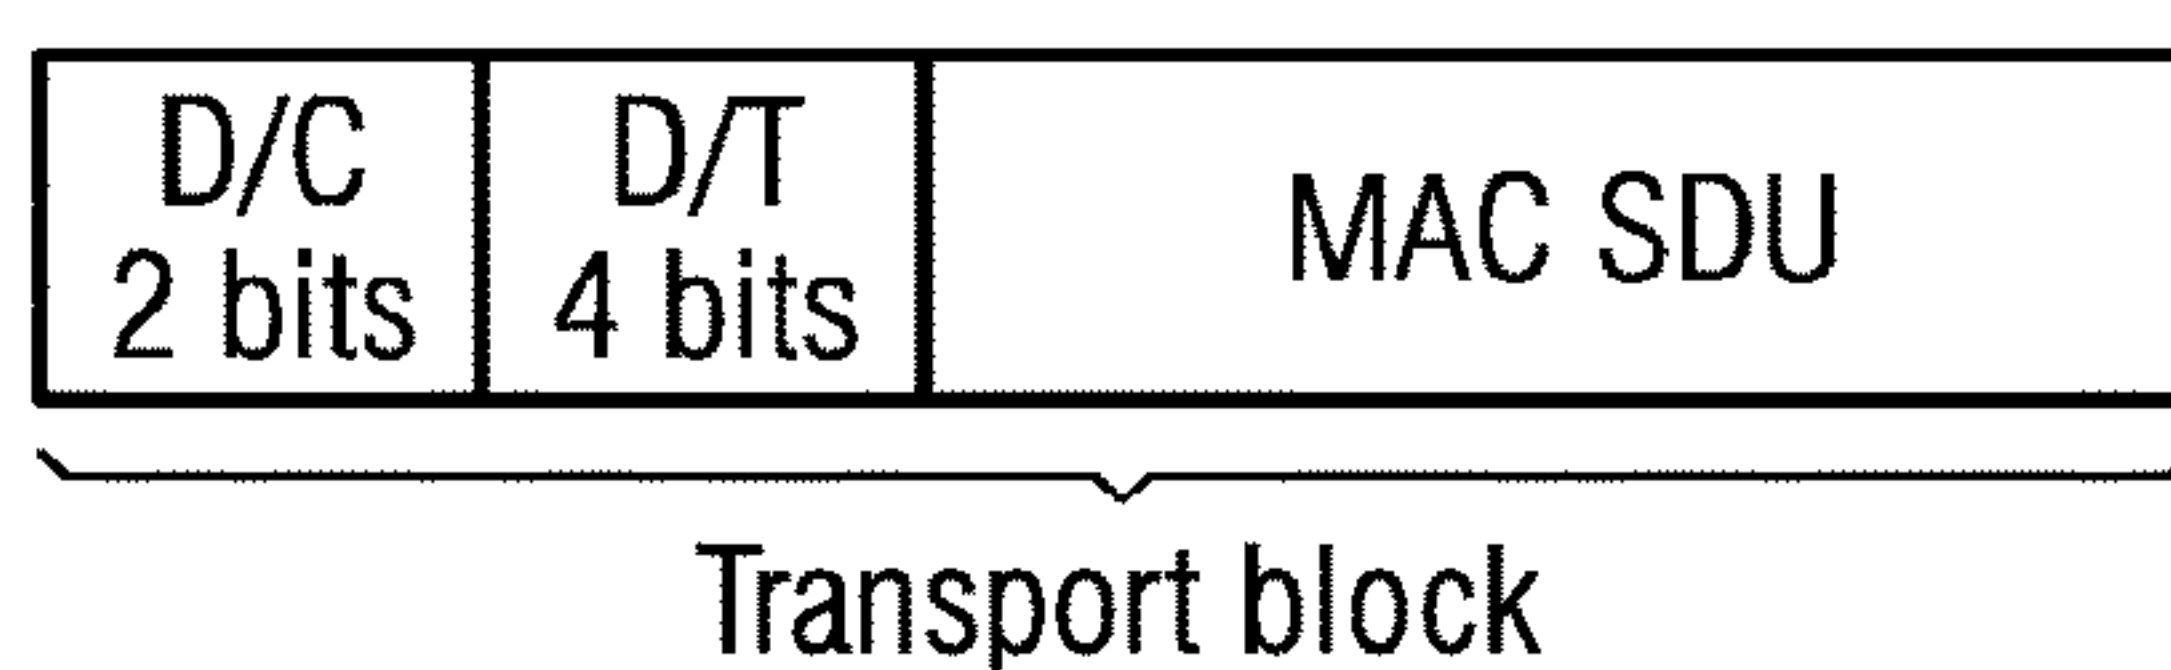 D/C
2 bits
D/T
4 bits
MAC SDU
Transport block